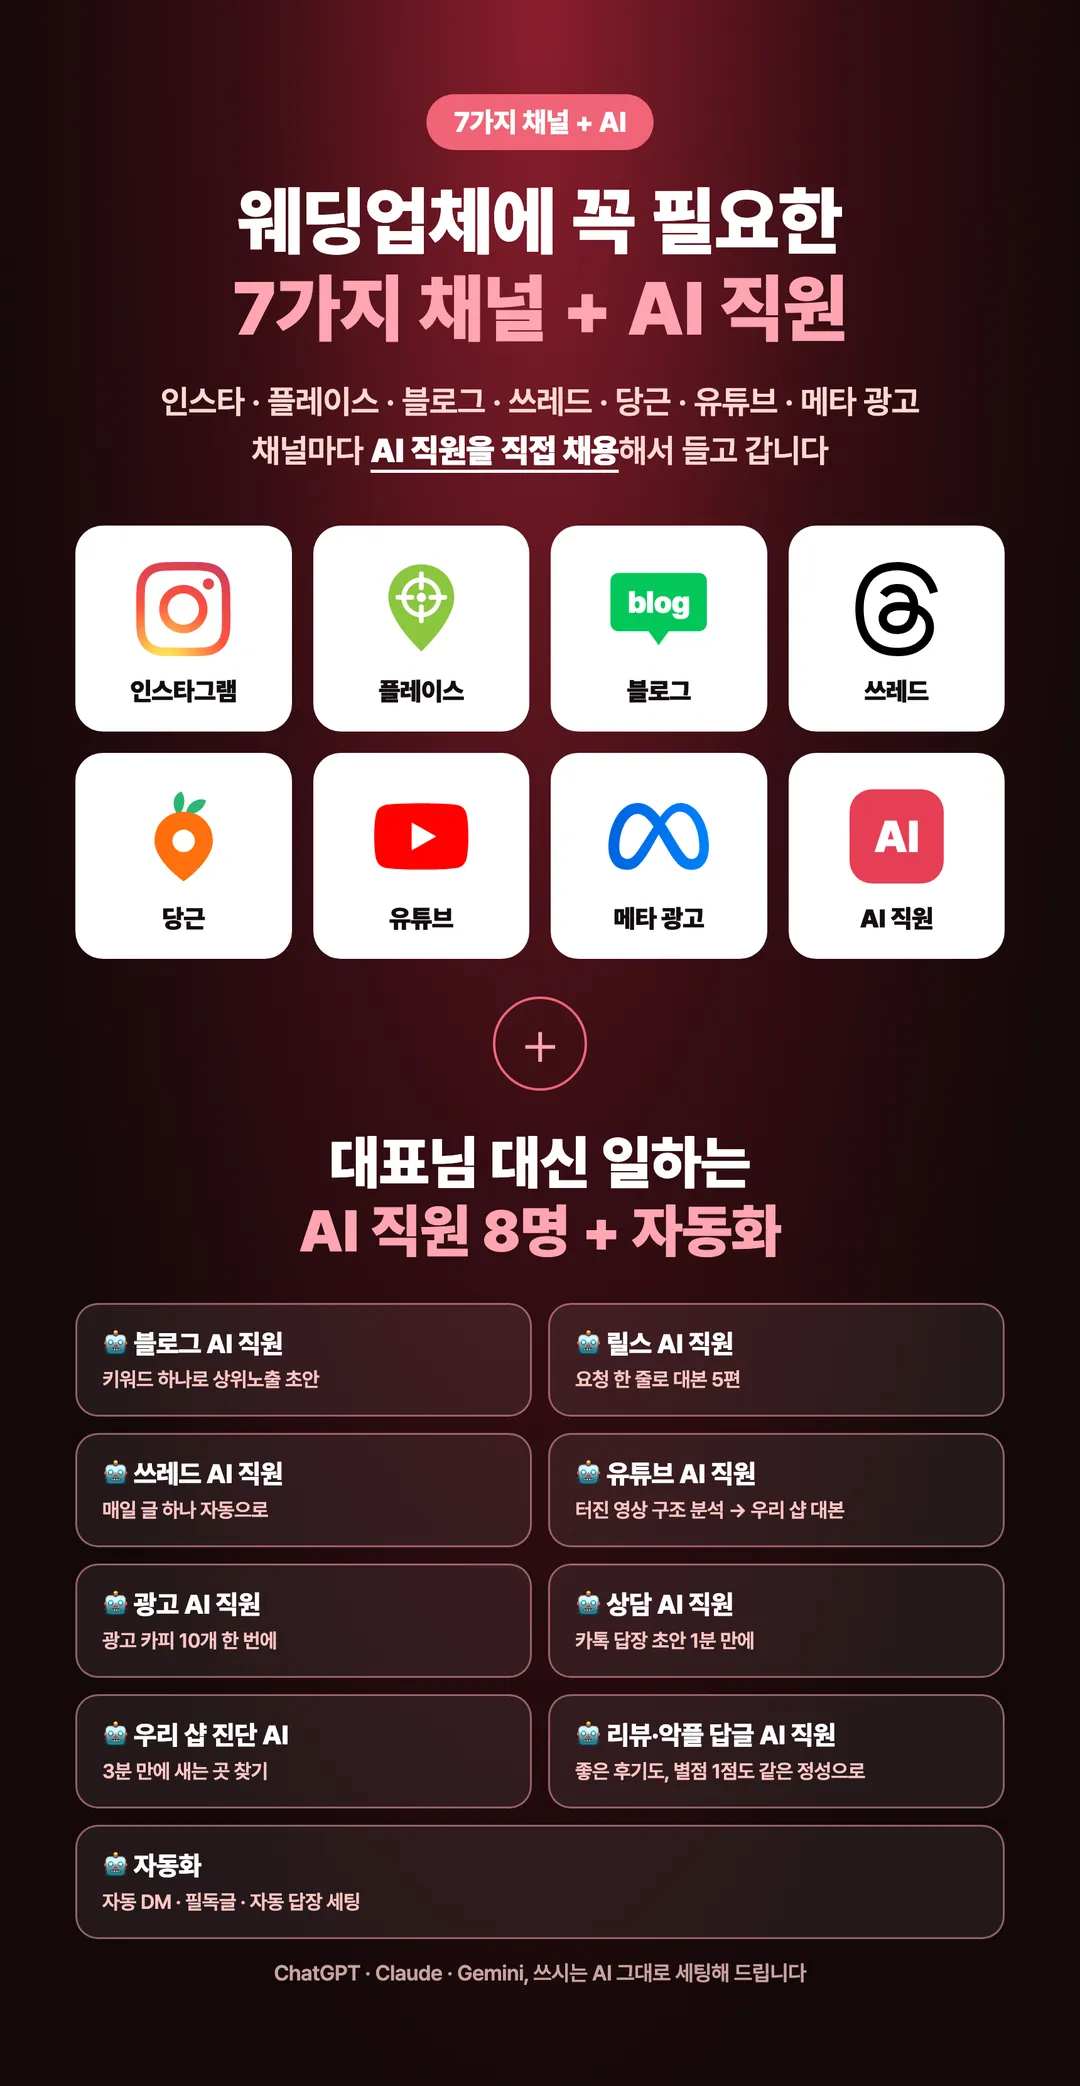 7가지 채널 + AI
웨딩업체에 꼭 필요한
7가지 채널 + AI 직원
인스타 · 플레이스 · 블로그 · 쓰레드 · 당근 · 유튜브 · 메타 광고
채널마다 AI 직원을 직접 채용해서 들고 갑니다
인스타그램
플레이스
blog
블로그
쓰레드
당근
유튜브
메타 광고
AI
AI 직원
+
대표님 대신 일하는
AI 직원 8명 + 자동화
블로그 AI 직원
키워드 하나로 상위노출 초안
릴스 AI 직원
요청 한 줄로 대본 5편
쓰레드 AI 직원
매일 글 하나 자동으로
유튜브 AI 직원
터진 영상 구조 분석 → 우리 샵 대본
광고 AI 직원
광고 카피 10개 한 번에
상담 AI 직원
카톡 답장 초안 1분 만에
우리 샵 진단 AI
3분 만에 새는 곳 찾기
리뷰·악플 답글 AI 직원
좋은 후기도, 별점 1점도 같은 정성으로
자동화
자동 DM · 필독글 · 자동 답장 세팅
ChatGPT · Claude · Gemini, 쓰시는 AI 그대로 세팅해 드립니다